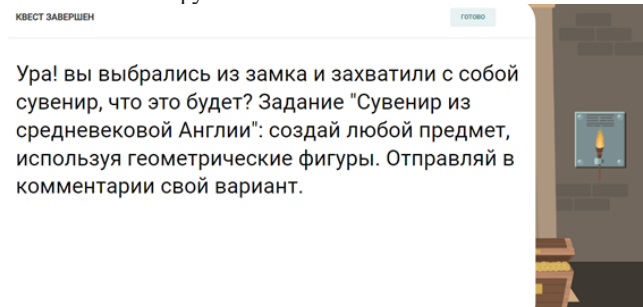 КВЕСТ ЗАВЕРШЕН
ГОТОВО
Ура! вы выбрались из замка и захватили с собой
сувенир, что это будет? Задание "Сувенир из
средневековой Англии": создай любой предмет,
используя геометрические фигуры. Отправляй в
комментарии свой вариант.